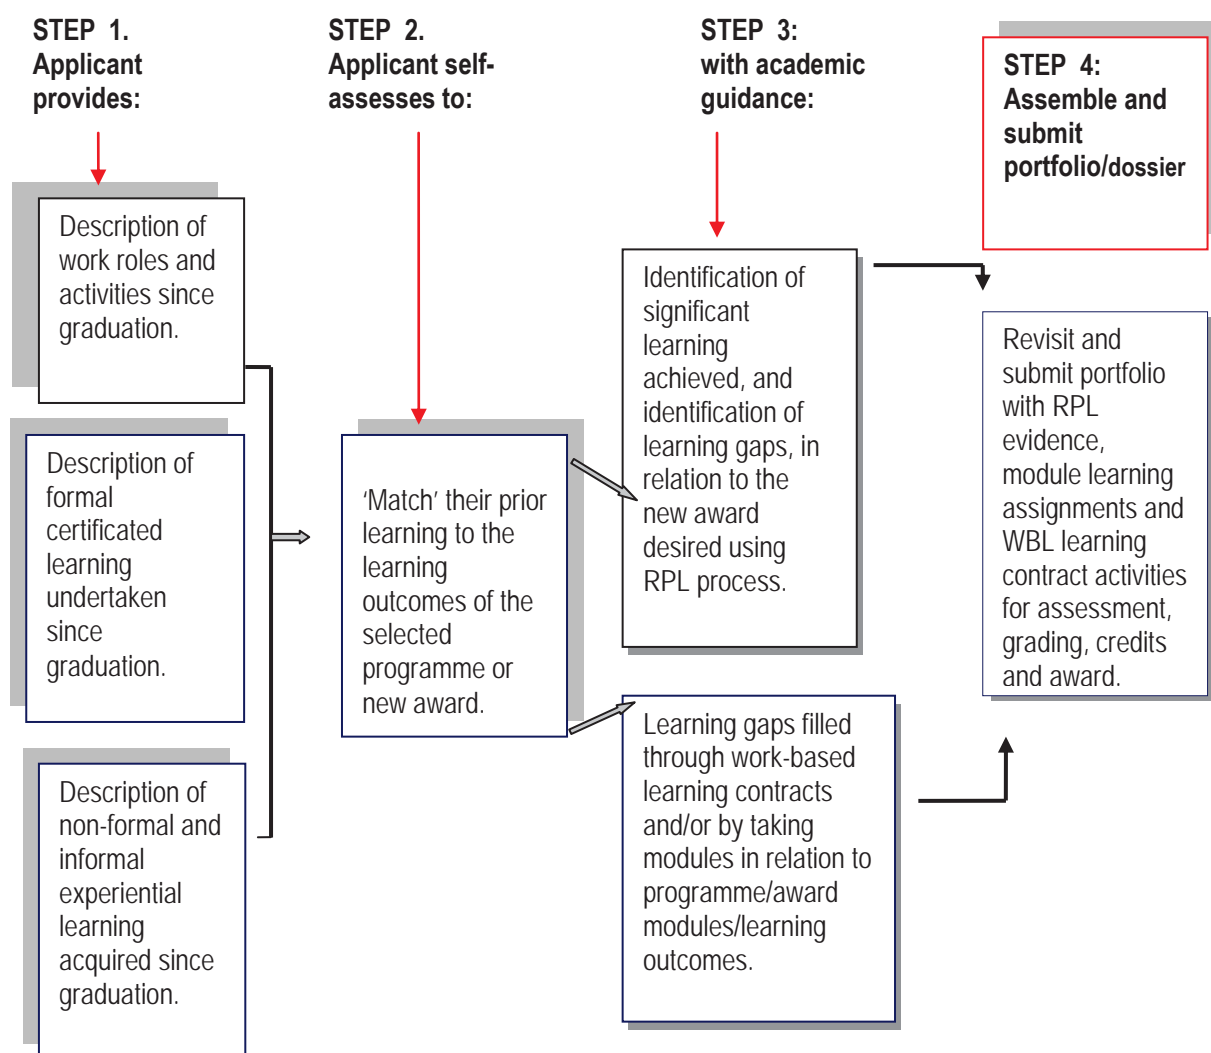 STEP 1.
Applicant
provides:
Description of
work roles and
activities since
graduation.
Description of
formal
certificated
learning
undertaken
since
graduation.
Description of
non-formal and
informal
experiential
learning
acquired since
graduation.
STEP 2.
Applicant self-
assesses to:
‘Match’ their prior
learning to the
learning
outcomes of the
selected
programme or
new award.
STEP 3:
with academic
guidance:
Identification of
significant
learning
achieved, and
identification of
learning gaps, in
relation to the
new award
desired using
RPL process.
Learning gaps filled
through work-based
learning contracts
and/or by taking
modules in relation to
programme/award
modules/learning
outcomes.
STEP 4:
Assemble and
submit
portfolio/dossier
Revisit and
submit portfolio
with RPL
evidence,
module learning
assignments and
WBL learning
contract activities
for assessment,
grading, credits
and award.